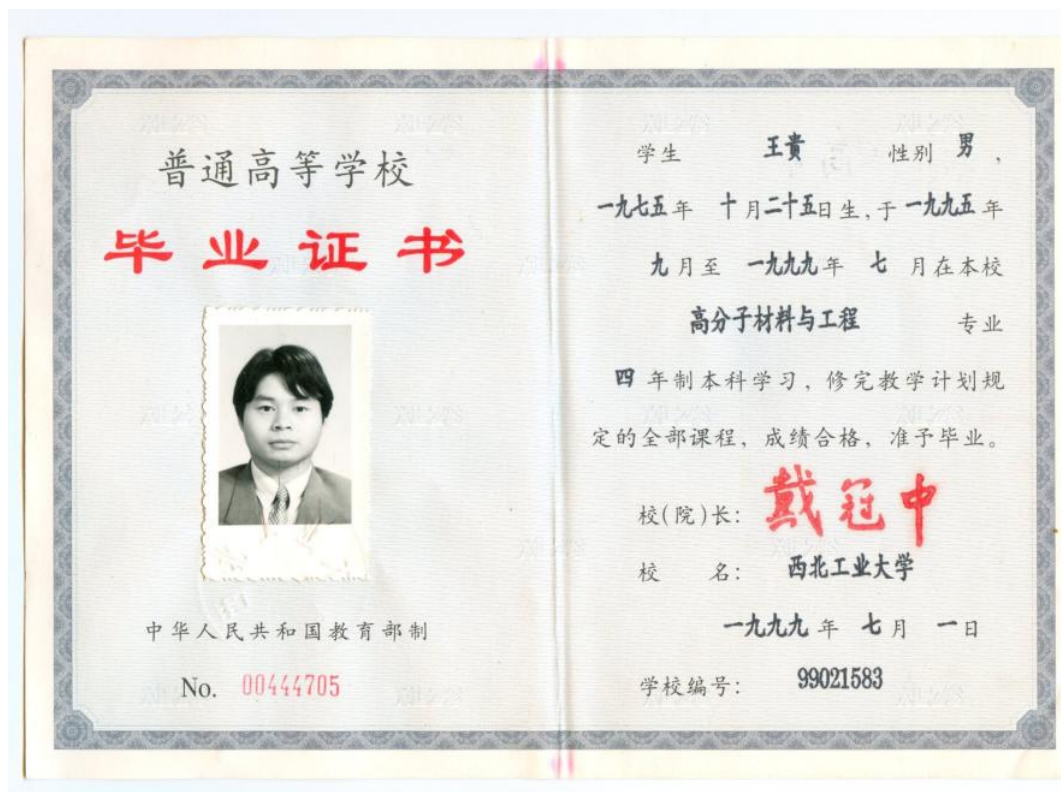 普通高等学校
毕业证书
中华人民共和国教育部制
No. 00444705
学生 王贵 性别 男，
一九七五年 十月二十五日生，于一九九五年
九月至 一九九九年 七 月在本校
高分子材料与工程 专业
四 年制本科学习，修完教学计划规
定的全部课程，成绩合格，准予毕业。
校(院)长： 戴冠中
校 名： 西北工业大学
一九九九 年 七月 一日
学校编号： 99021583